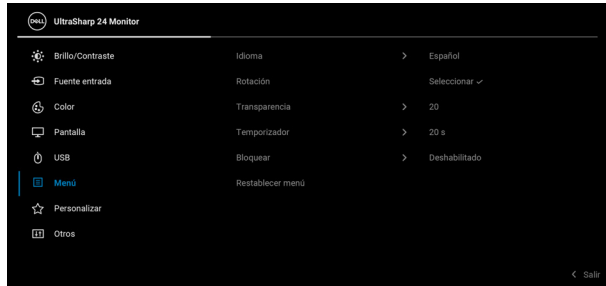 DELL UltraSharp 24 Monitor
Brillo/Contraste Idioma > Español
Fuente entrada Rotación Seleccionar ✓
Color Transparencia > 20
Pantalla Temporizador > 20 s
USB Bloquear > Deshabilitado
Menú Restablecer menú
Personalizar
Otros
< Salir